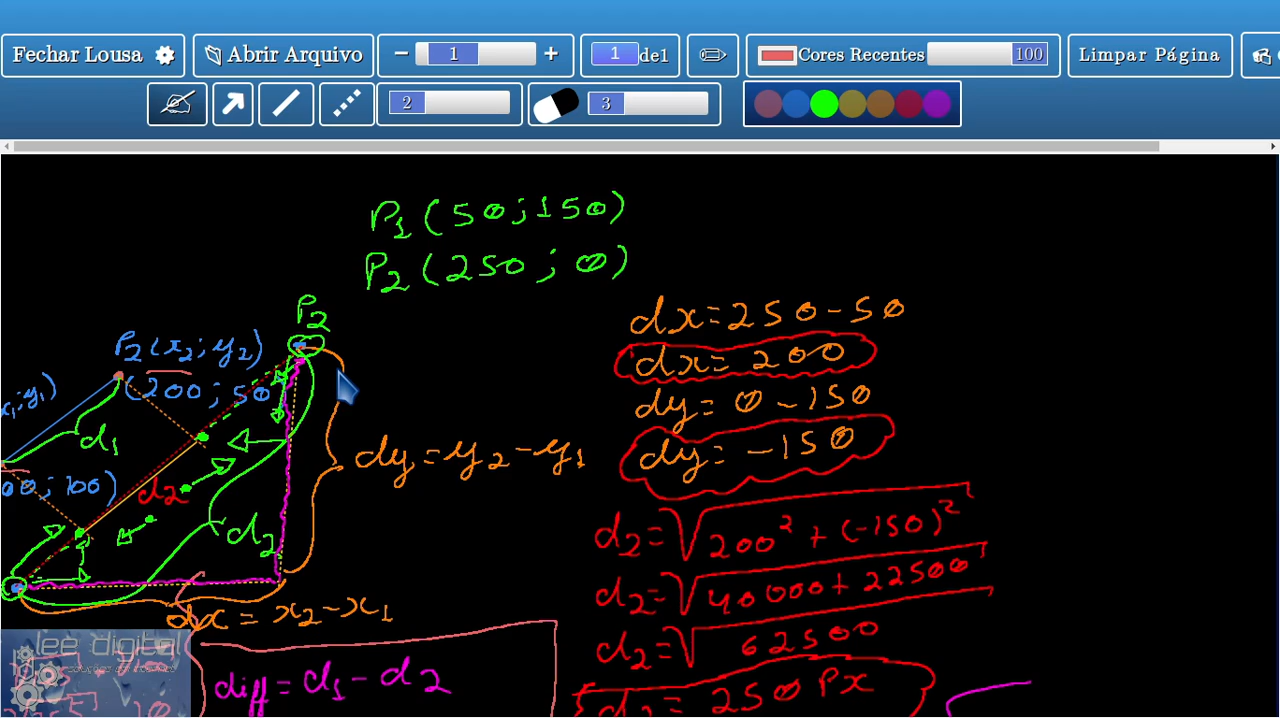 Fechar Lousa Abrir Arquivo − 1 + 1 de1 Cores Recentes 100 Limpar Página
2 3
P1 (50;150)
P2 (250;0)
P2
P2 (x2;y2)
(200;50)
d1
;100)
d2
d2
dy=y2-y1
dx = x2-x1
dx=250-50
dx=200
dy=0-150
dy=-150
d2=√200²+(-150)²
d2=√40000+22500
d2=√62500
d2=250Px
diff=d1-d2
lee digital